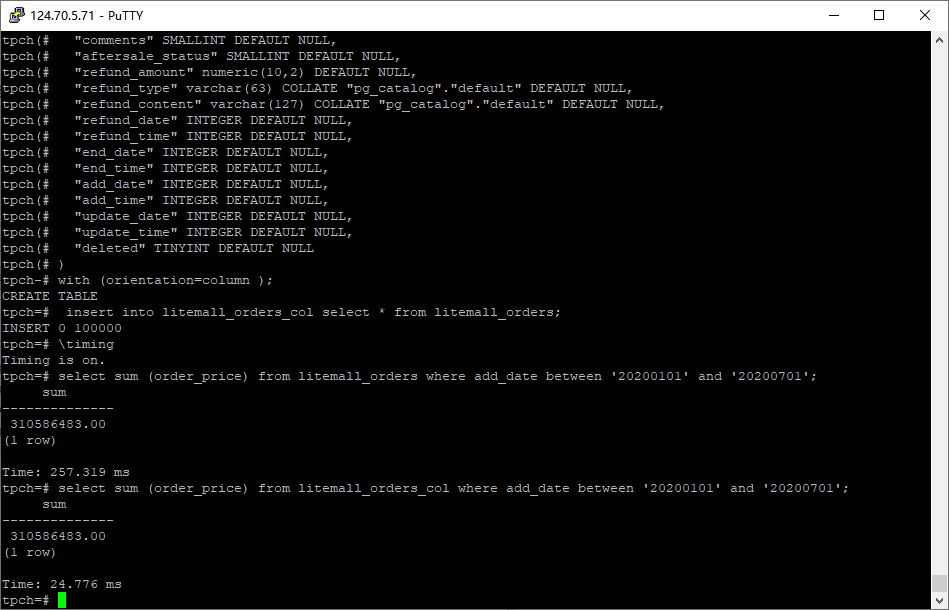 124.70.5.71 - PuTTY
tpch(#   "comments" SMALLINT DEFAULT NULL,
tpch(#   "aftersale_status" SMALLINT DEFAULT NULL,
tpch(#   "refund_amount" numeric(10,2) DEFAULT NULL,
tpch(#   "refund_type" varchar(63) COLLATE "pg_catalog"."default" DEFAULT NULL,
tpch(#   "refund_content" varchar(127) COLLATE "pg_catalog"."default" DEFAULT NULL,
tpch(#   "refund_date" INTEGER DEFAULT NULL,
tpch(#   "refund_time" INTEGER DEFAULT NULL,
tpch(#   "end_date" INTEGER DEFAULT NULL,
tpch(#   "end_time" INTEGER DEFAULT NULL,
tpch(#   "add_date" INTEGER DEFAULT NULL,
tpch(#   "add_time" INTEGER DEFAULT NULL,
tpch(#   "update_date" INTEGER DEFAULT NULL,
tpch(#   "update_time" INTEGER DEFAULT NULL,
tpch(#   "deleted" TINYINT DEFAULT NULL
tpch(# )
tpch-# with (orientation=column );
CREATE TABLE
tpch=#  insert into litemall_orders_col select * from litemall_orders;
INSERT 0 100000
tpch=# \timing
Timing is on.
tpch=# select sum (order_price) from litemall_orders where add_date between '20200101' and '20200701';
     sum
--------------
 310586483.00
(1 row)

Time: 257.319 ms
tpch=# select sum (order_price) from litemall_orders_col where add_date between '20200101' and '20200701';
     sum
--------------
 310586483.00
(1 row)

Time: 24.776 ms
tpch=#